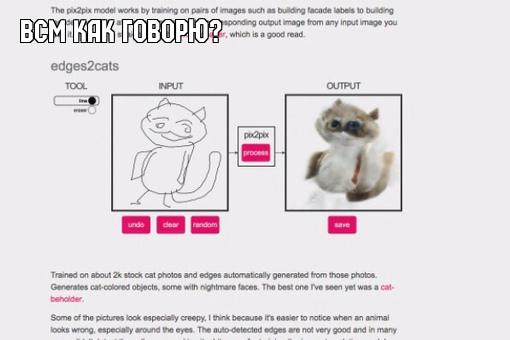 The pix2pix model works by training on pairs of images such as building facade labels to building
ВСМ КАК ГОВОРЮ?
sponding output image from any input image you
, which is a good read.
edges2cats
TOOL
line
eraser
INPUT
pix2pix
process
OUTPUT
undo
clear
random
save
Trained on about 2k stock cat photos and edges automatically generated from those photos.
Generates cat-colored objects, some with nightmare faces. The best one I've seen yet was a cat-
beholder.
Some of the pictures look especially creepy, I think because it's easier to notice when an animal
looks wrong, especially around the eyes. The auto-detected edges are not very good and in many